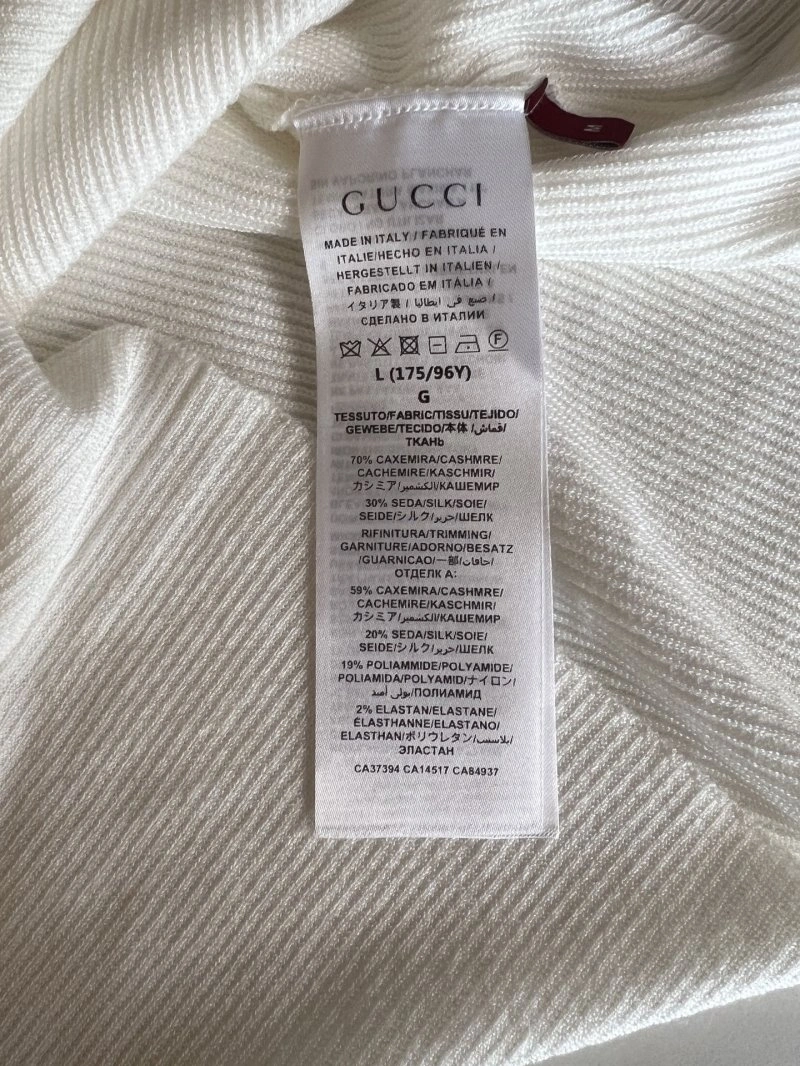 GUCCI
MADE IN ITALY / FABRIQUÉ EN
ITALIE/HECHO EN ITALIA /
HERGESTELLT IN ITALIEN /
FABRICADO EM ITALIA /
イタリア製 / صنع في ايطاليا /
СДЕЛАНО В ИТАЛИИ
F
L (175/96Y)
G
TESSUTO/FABRIC/TISSU/TEJIDO/
GEWEBE/TECIDO/本体 /قماش/
ТКАНЬ
70% CAXEMIRA/CASHMRE/
CACHEMIRE/KASCHMIR/
カシミア/الكشمير/КАШЕМИР
30% SEDA/SILK/SOIE/
SEIDE/シルク/حرير/ШЕЛК
RIFINITURA/TRIMMING/
GARNITURE/ADORNO/BESATZ
/GUARNICAO/一部/حافات/
ОТДЕЛК А:
59% CAXEMIRA/CASHMRE/
CACHEMIRE/KASCHMIR/
カシミア/الكشمير/КАШЕМИР
20% SEDA/SILK/SOIE/
SEIDE/シルク/حرير/ШЕЛК
19% POLIAMMIDE/POLYAMIDE/
POLIAMIDA/POLYAMID/ナイロン/
بولي أميد/ПОЛИАМИД
2% ELASTAN/ELASTANE/
ÉLASTHANNE/ELASTANO/
ELASTHAN/ポリウレタン/بلاستيك/
ЭЛАСТАН
CA37394 CA14517 CA84937
M